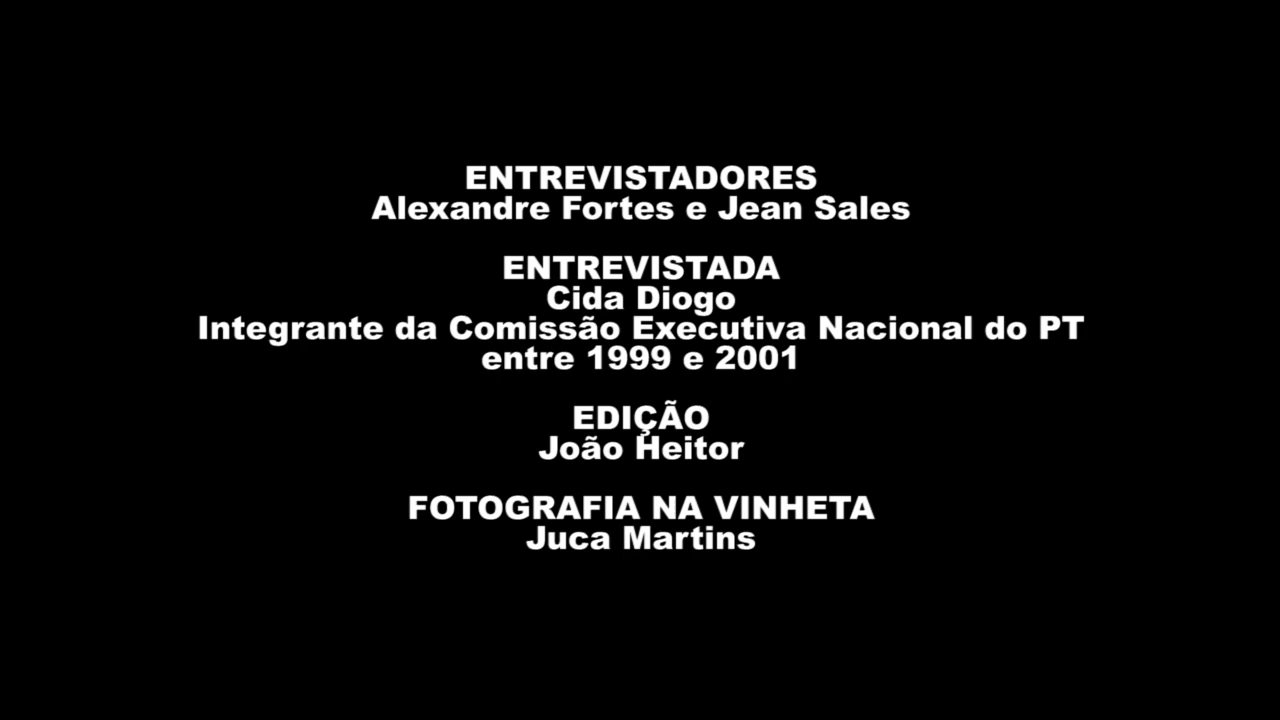 ENTREVISTADORES
Alexandre Fortes e Jean Sales
ENTREVISTADA
Cida Diogo
Integrante da Comissão Executiva Nacional do PT
entre 1999 e 2001
EDIÇÃO
João Heitor
FOTOGRAFIA NA VINHETA
Juca Martins